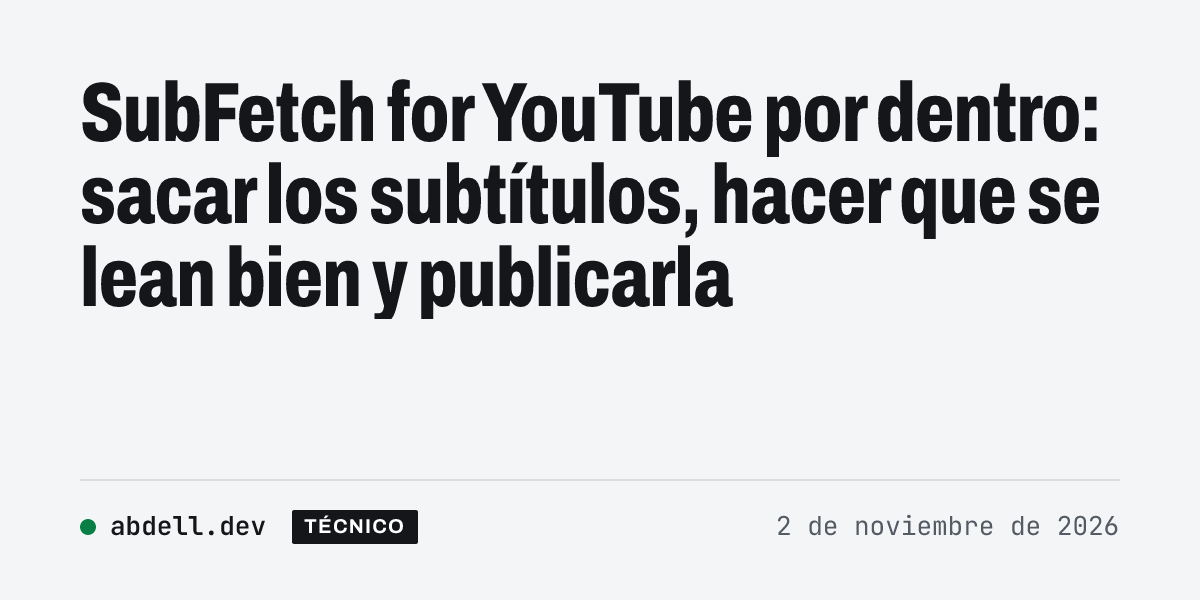 SubFetch for YouTube por dentro:
sacar los subtítulos, hacer que se
lean bien y publicarla
abdell.dev TÉCNICO 2 de noviembre de 2026